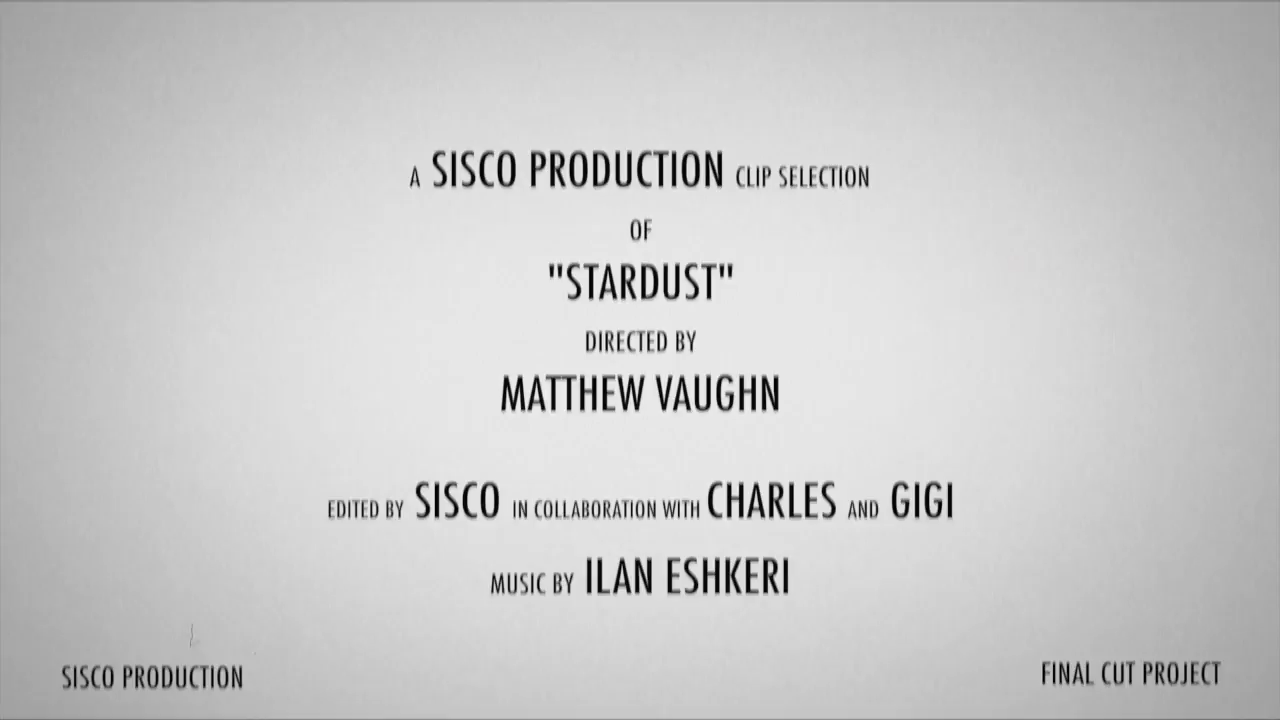 A SISCO PRODUCTION CLIP SELECTION
OF
"STARDUST"
DIRECTED BY
MATTHEW VAUGHN
EDITED BY SISCO IN COLLABORATION WITH CHARLES AND GIGI
MUSIC BY ILAN ESHKERI
SISCO PRODUCTION
FINAL CUT PROJECT